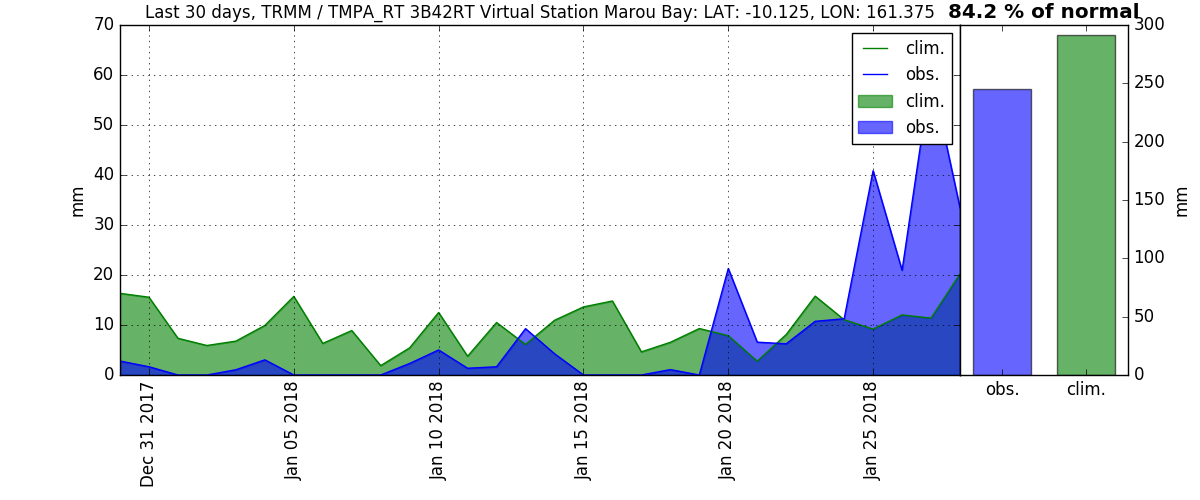 Last 30 days, TRMM / TMPA_RT 3B42RT Virtual Station Marou Bay: LAT: -10.125, LON: 161.375 84.2 % of normal
70
60
50
40
30
20
10
0
mm
clim.
obs.
clim.
obs.
Dec 31 2017
Jan 05 2018
Jan 10 2018
Jan 15 2018
Jan 20 2018
Jan 25 2018
300
250
200
150
100
50
0
mm
obs. clim.